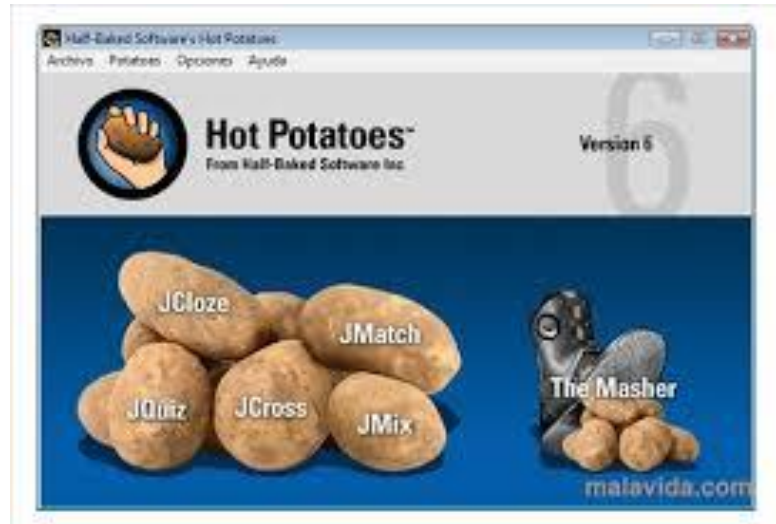 Half-Baked Software's Hot Potatoes
Archivo Potatoes Opciones Ayuda
Hot Potatoes™
From Half-Baked Software Inc.
6
Version 6
JCloze
JMatch
JQuiz
JCross
JMix
The Masher
malavida.com